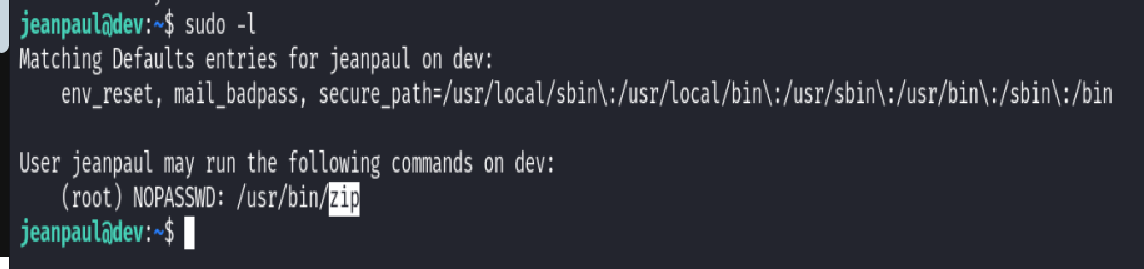 jeanpaul@dev:~$ sudo -l
Matching Defaults entries for jeanpaul on dev:
    env_reset, mail_badpass, secure_path=/usr/local/sbin\:/usr/local/bin\:/usr/sbin\:/usr/bin\:/sbin\:/bin

User jeanpaul may run the following commands on dev:
    (root) NOPASSWD: /usr/bin/zip
jeanpaul@dev:~$